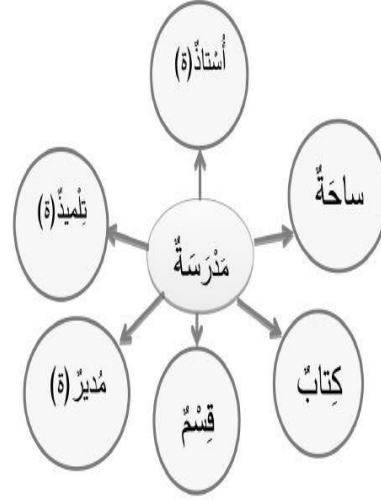 أُسْتاذٌ(ة)
ساحَةٌ
تِلْميذٌ(ة)
مَدْرَسَةٌ
كِتابٌ
مُديرٌ(ة)
قِسْمٌ